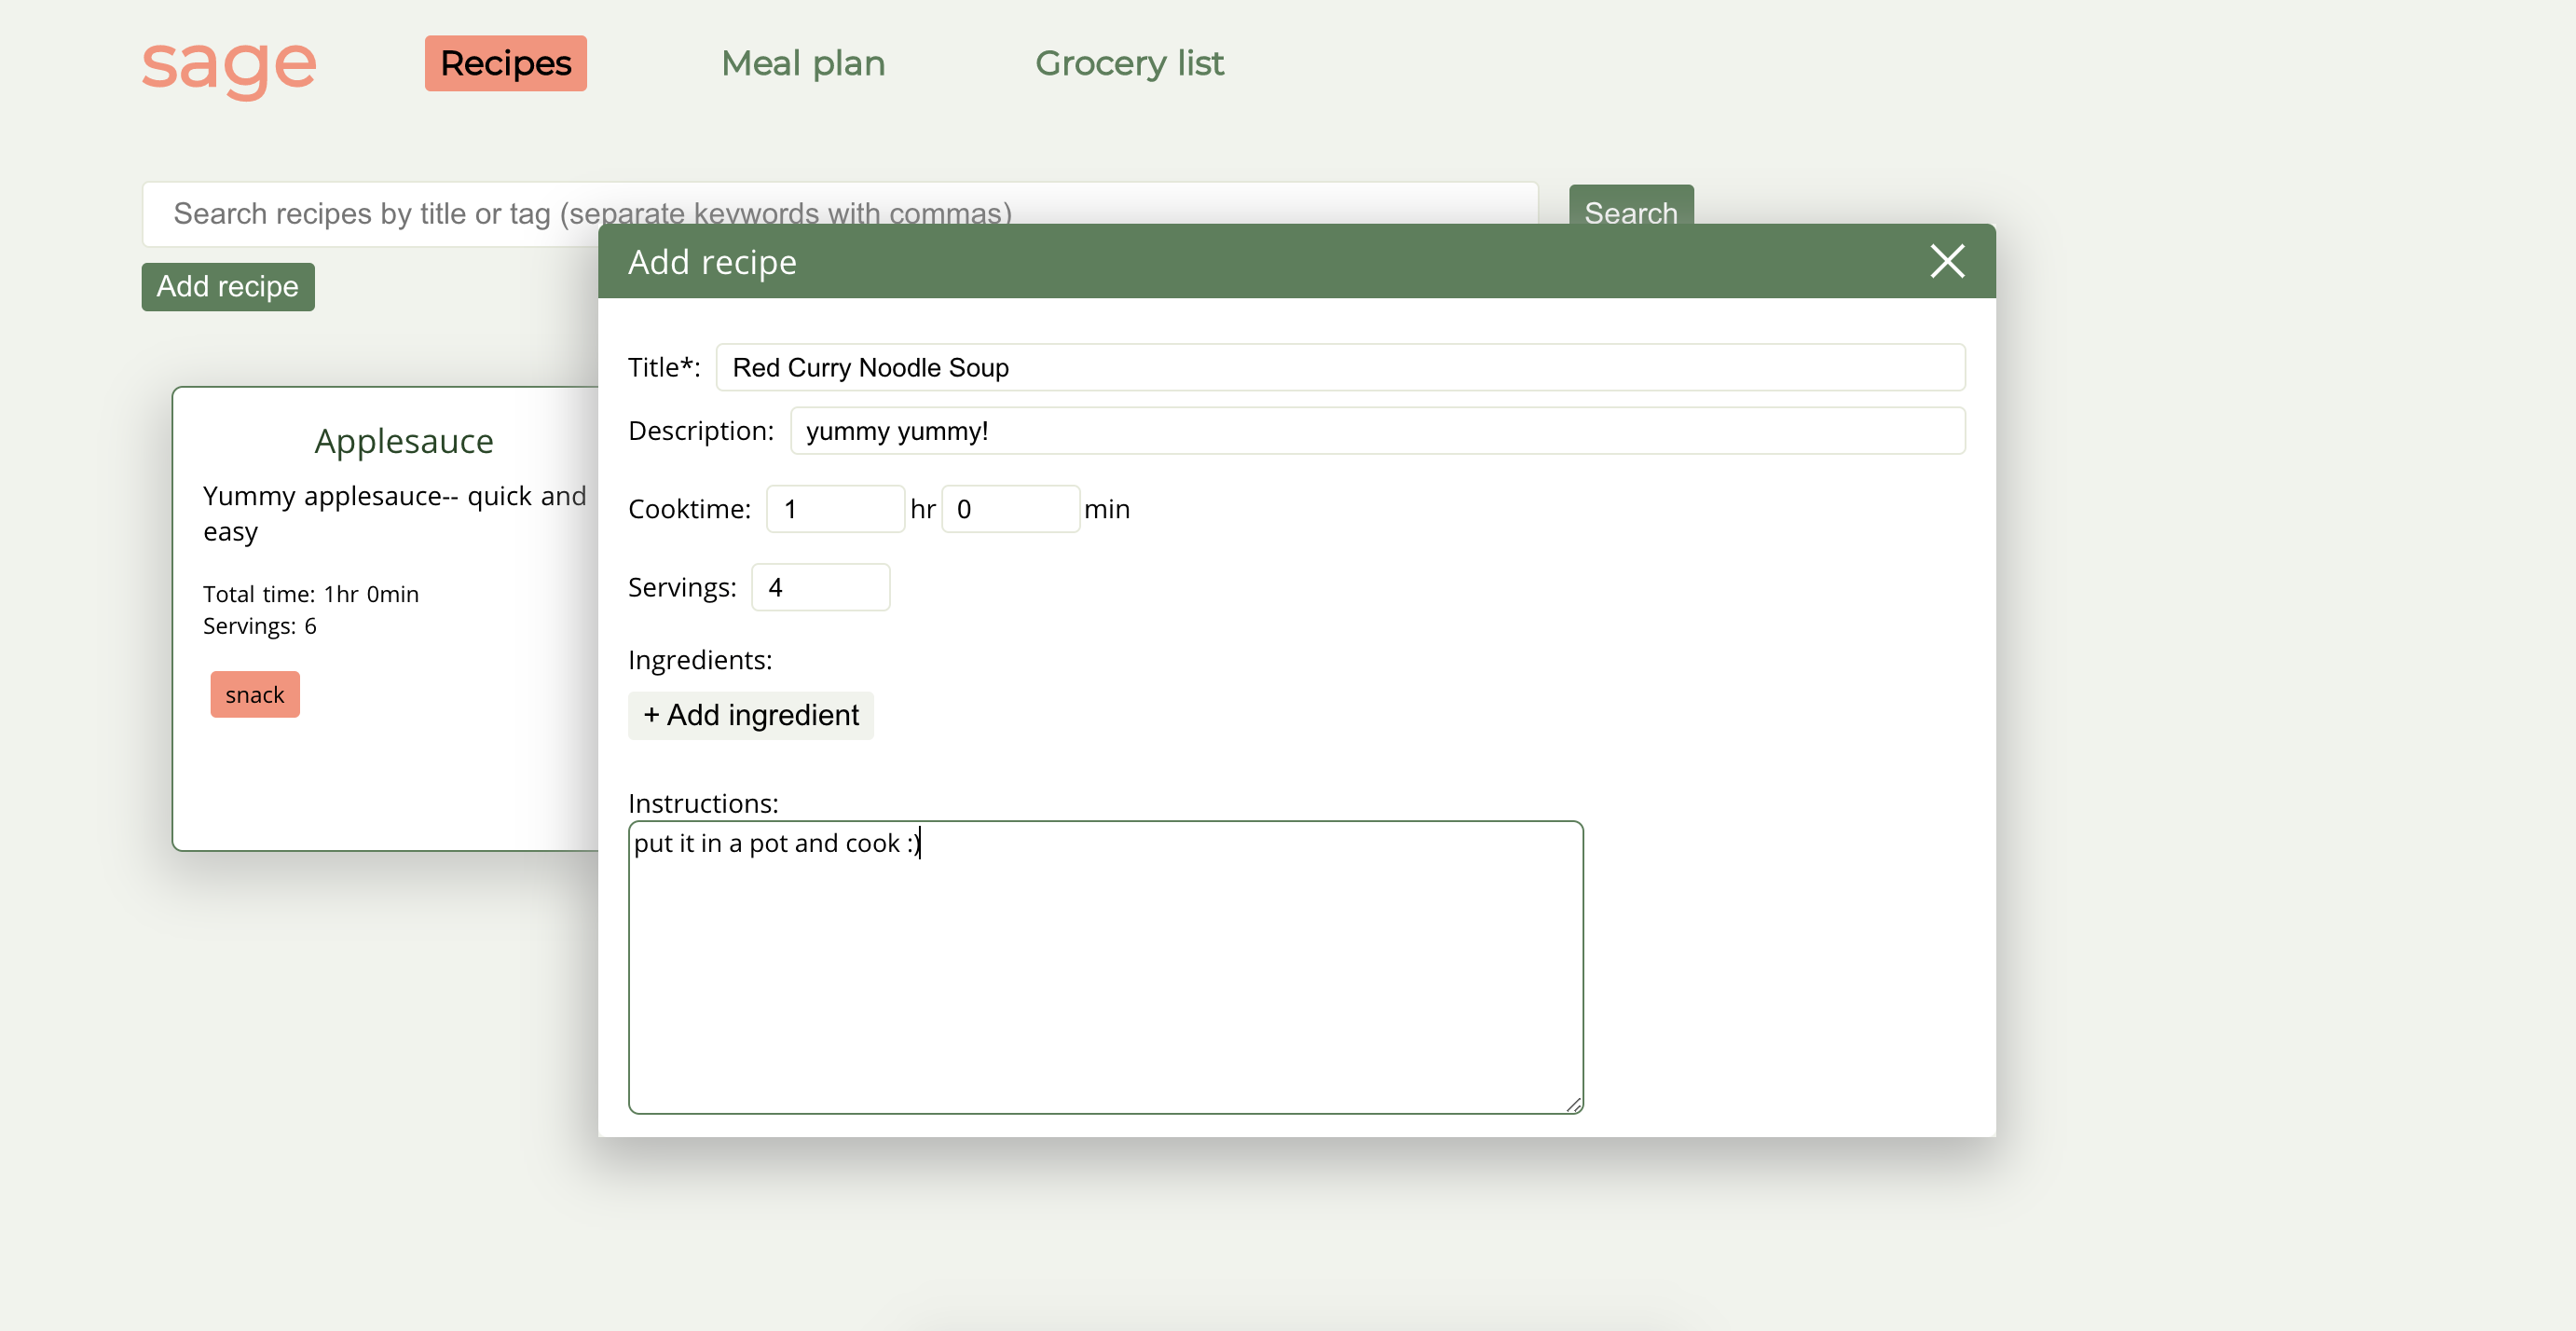 sage
Recipes
Meal plan
Grocery list
Search recipes by title or tag (separate keywords with commas)
Search
Add recipe
Add recipe
Title*: Red Curry Noodle Soup
Description: yummy yummy!
Cooktime: 1 hr 0 min
Servings: 4
Ingredients:
+ Add ingredient
Instructions:
put it in a pot and cook :)
Applesauce
Yummy applesauce-- quick and
easy
Total time: 1hr 0min
Servings: 6
snack